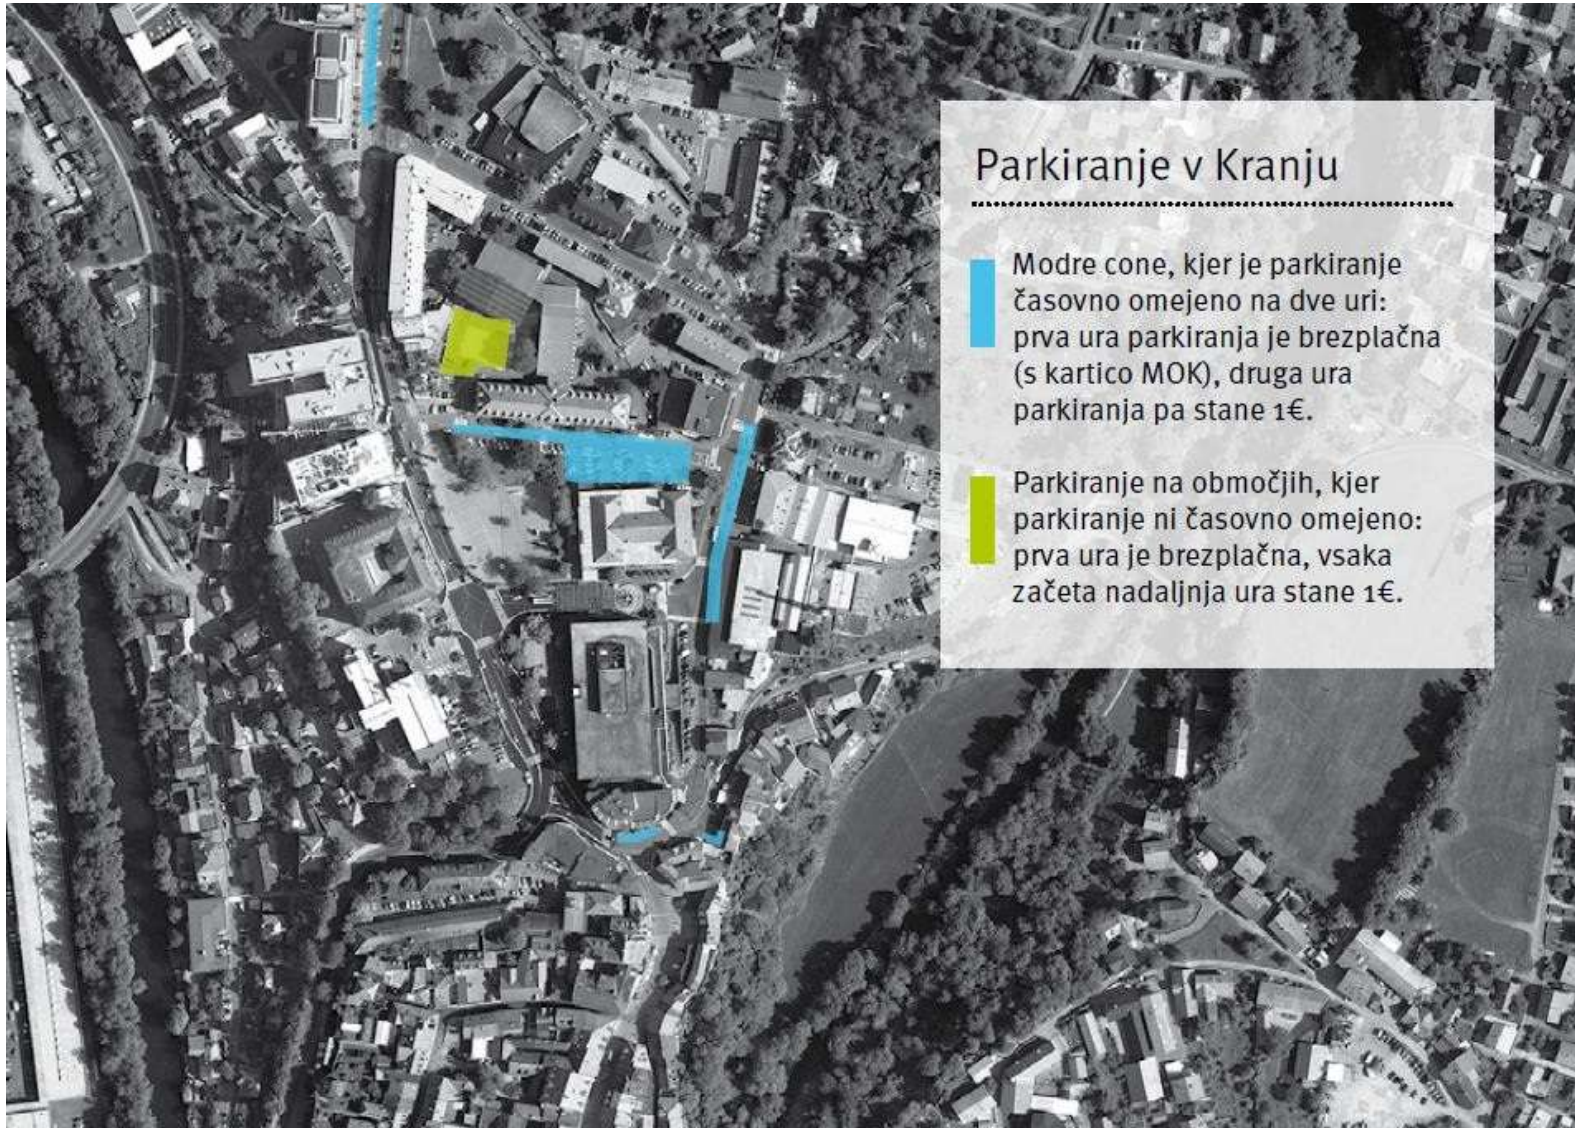 Parkiranje v Kranju
Modre cone, kjer je parkiranje
časovno omejeno na dve uri:
prva ura parkiranja je brezplačna
(s kartico MOK), druga ura
parkiranja pa stane 1€.
Parkiranje na območjih, kjer
parkiranje ni časovno omejeno:
prva ura je brezplačna, vsaka
začeta nadaljnja ura stane 1€.